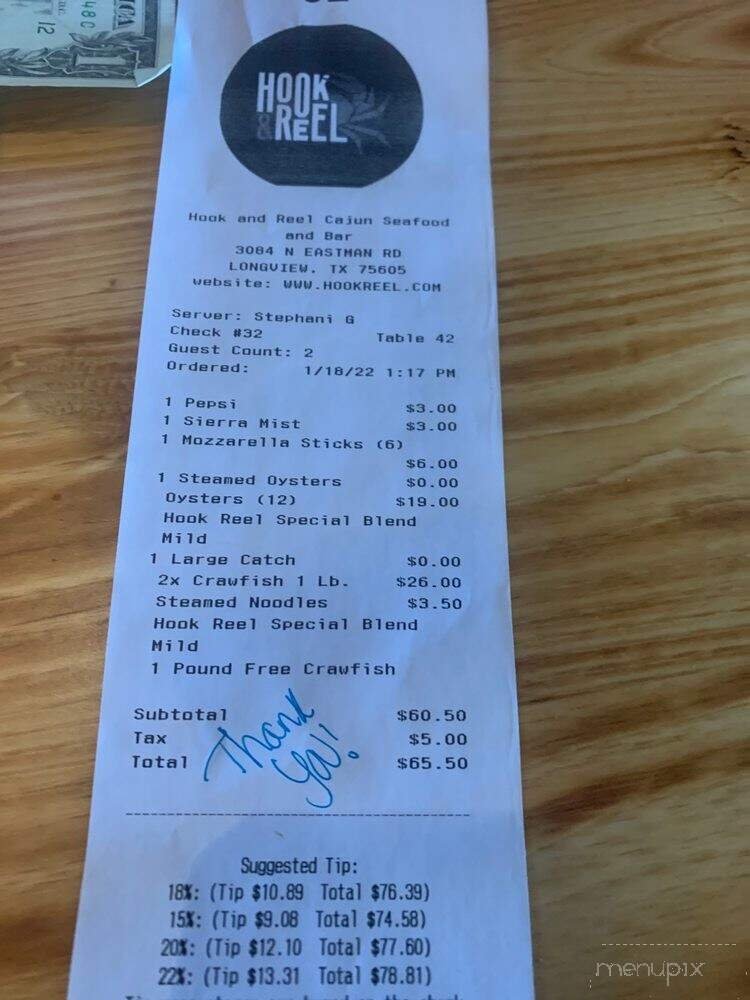 12
48C
1
HOOK
& REEL
Hook and Reel Cajun Seafood
and Bar
3084 N EASTMAN RD
LONGVIEW, TX 75605
website: WWW.HOOKREEL.COM
Server: Stephani G
Check #32 Table 42
Guest Count: 2
Ordered: 1/18/22 1:17 PM
1 Pepsi $3.00
1 Sierra Mist $3.00
1 Mozzarella Sticks (6)
$6.00
1 Steamed Oysters $0.00
Oysters (12) $19.00
Hook Reel Special Blend
Mild
1 Large Catch $0.00
2x Crawfish 1 Lb. $26.00
Steamed Noodles $3.50
Hook Reel Special Blend
Mild
1 Pound Free Crawfish
Subtotal $60.50
Tax $5.00
Total $65.50
Thank
You!
Suggested Tip:
18%: (Tip $10.89 Total $76.39)
15%: (Tip $9.08 Total $74.58)
20%: (Tip $12.10 Total $77.60)
22%: (Tip $13.31 Total $78.81)
menupix